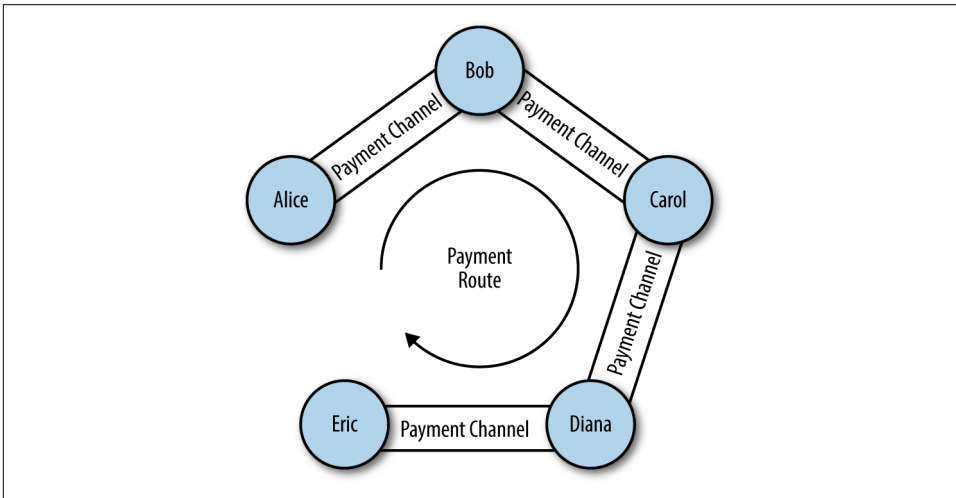 Bob
Payment Channel
Payment Channel
Alice
Carol
Payment
Route
Payment Channel
Eric
Payment Channel
Diana